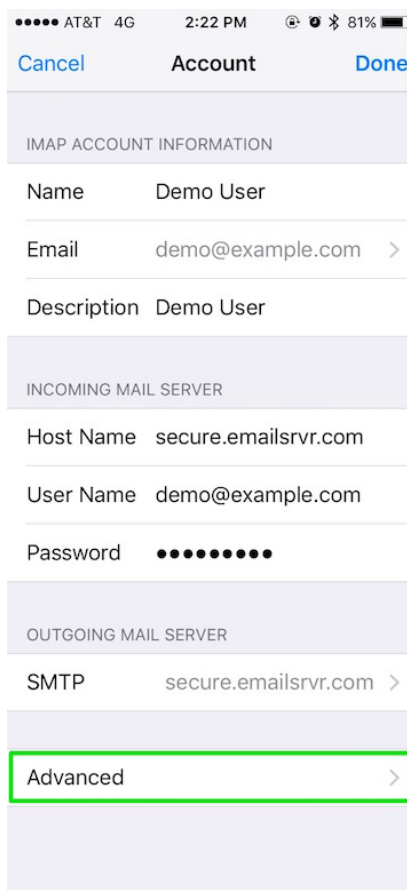 ●●●●● AT&T 4G 2:22 PM 81%
Cancel Account Done
IMAP ACCOUNT INFORMATION
Name Demo User
Email demo@example.com >
Description Demo User
INCOMING MAIL SERVER
Host Name secure.emailsrvr.com
User Name demo@example.com
Password ●●●●●●●●●
OUTGOING MAIL SERVER
SMTP secure.emailsrvr.com >
Advanced >